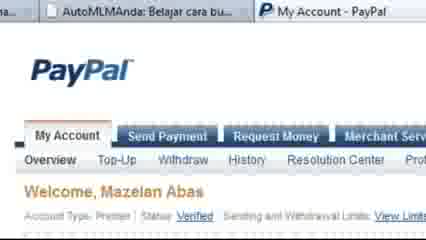 AutoMLMAnda: Belajar cara bu... My Account - PayPal
PayPal
My Account Send Payment Request Money Merchant Serv
Overview Top-Up Withdraw History Resolution Center Prof
Welcome, Mazelan Abas
Account Type: Premier | Status: Verified Sending and Withdrawal Limits: View Limits